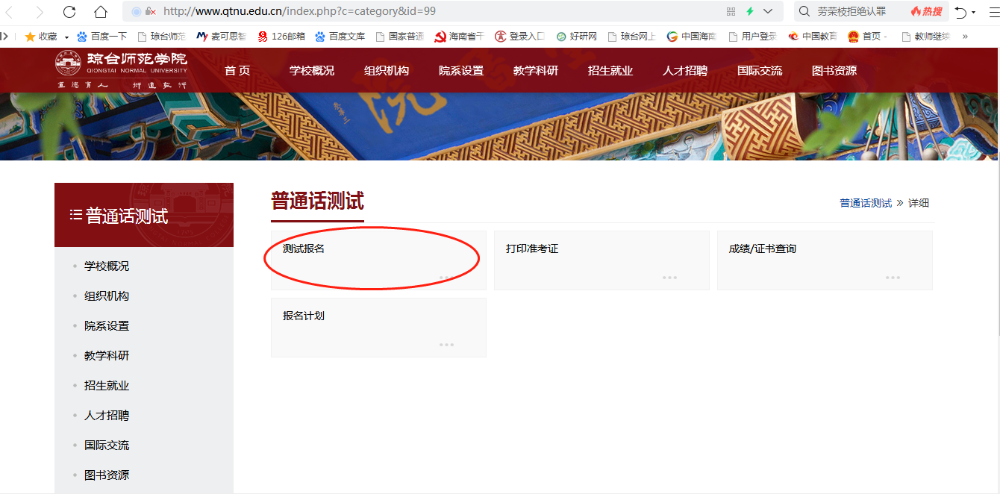 http://www.qtnu.edu.cn/index.php?c=category&id=99
劳荣枝拒绝认罪
热搜
收藏 百度一下 琼台师范 麦可思智 126邮箱 百度文库 国家普通 海南省干 登录入口 好研网 琼台网上 中国海南 用户登录 中国教育 首页 - 教师继续 »
琼台师范学院
QIONGTAI NORMAL UNIVERSITY
首 页 学校概况 组织机构 院系设置 教学科研 招生就业 人才招聘 国际交流 图书资源
院
普通话测试
学校概况
组织机构
院系设置
教学科研
招生就业
人才招聘
国际交流
图书资源
普通话测试
普通话测试 » 详细
测试报名
打印准考证
成绩/证书查询
报名计划